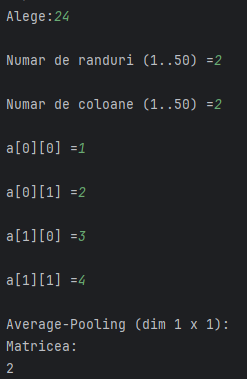 Alege:24
Numar de randuri (1..50) =2
Numar de coloane (1..50) =2
a[0][0] =1
a[0][1] =2
a[1][0] =3
a[1][1] =4
Average-Pooling (dim 1 x 1):
Matricea:
2